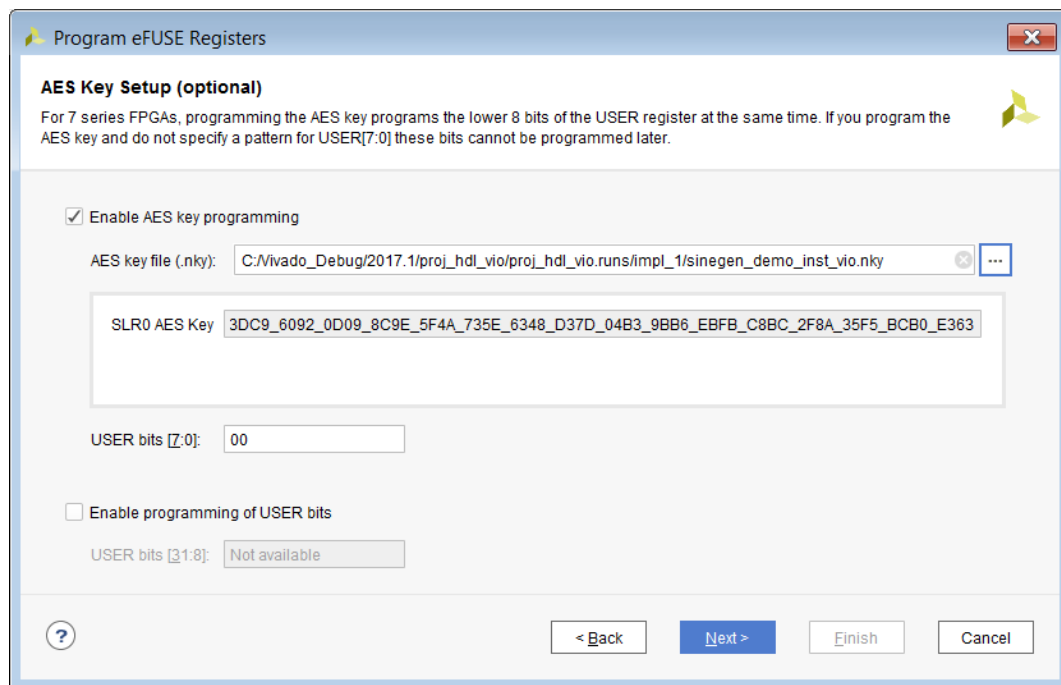 Program eFUSE Registers
AES Key Setup (optional)
For 7 series FPGAs, programming the AES key programs the lower 8 bits of the USER register at the same time. If you program the
AES key and do not specify a pattern for USER[7:0] these bits cannot be programmed later.
Enable AES key programming
AES key file (.nky): C:/Vivado_Debug/2017.1/proj_hdl_vio/proj_hdl_vio.runs/impl_1/sinegen_demo_inst_vio.nky ...
SLR0 AES Key 3DC9_6092_0D09_8C9E_5F4A_735E_6348_D37D_04B3_9BB6_EBFB_C8BC_2F8A_35F5_BCB0_E363
USER bits [7:0]: 00
Enable programming of USER bits
USER bits [31:8]: Not available
? < Back Next > Finish Cancel